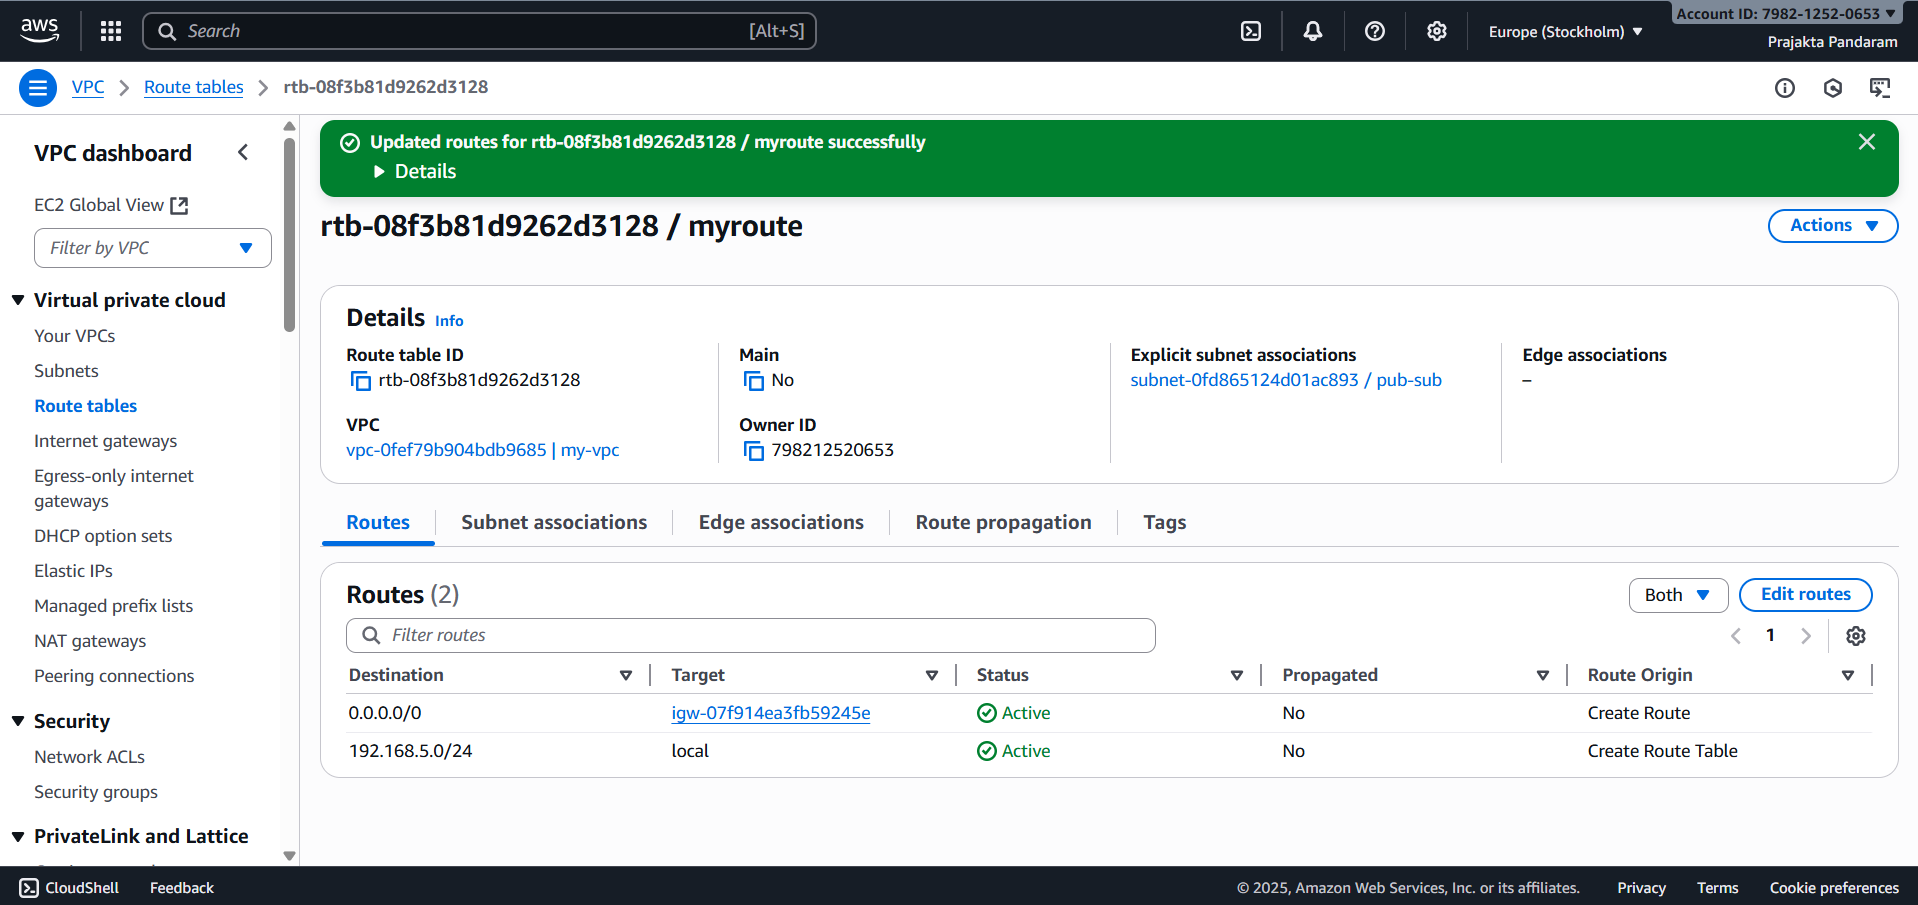 aws
Search
[Alt+S]
Europe (Stockholm)
Account ID: 7982-1252-0653
Prajakta Pandaram
VPC
Route tables
rtb-08f3b81d9262d3128
VPC dashboard
EC2 Global View
Filter by VPC
Virtual private cloud
Your VPCs
Subnets
Route tables
Internet gateways
Egress-only internet
gateways
DHCP option sets
Elastic IPs
Managed prefix lists
NAT gateways
Peering connections
Security
Network ACLs
Security groups
PrivateLink and Lattice
Updated routes for rtb-08f3b81d9262d3128 / myroute successfully
Details
rtb-08f3b81d9262d3128 / myroute
Actions
Details Info
Route table ID
rtb-08f3b81d9262d3128
Main
No
Explicit subnet associations
subnet-0fd865124d01ac893 / pub-sub
Edge associations
–
VPC
vpc-0fef79b904bdb9685 | my-vpc
Owner ID
798212520653
Routes
Subnet associations
Edge associations
Route propagation
Tags
Routes (2)
Both
Edit routes
Filter routes
1
Destination Target Status Propagated Route Origin
0.0.0.0/0 igw-07f914ea3fb59245e Active No Create Route
192.168.5.0/24 local Active No Create Route Table
CloudShell
Feedback
© 2025, Amazon Web Services, Inc. or its affiliates.
Privacy
Terms
Cookie preferences